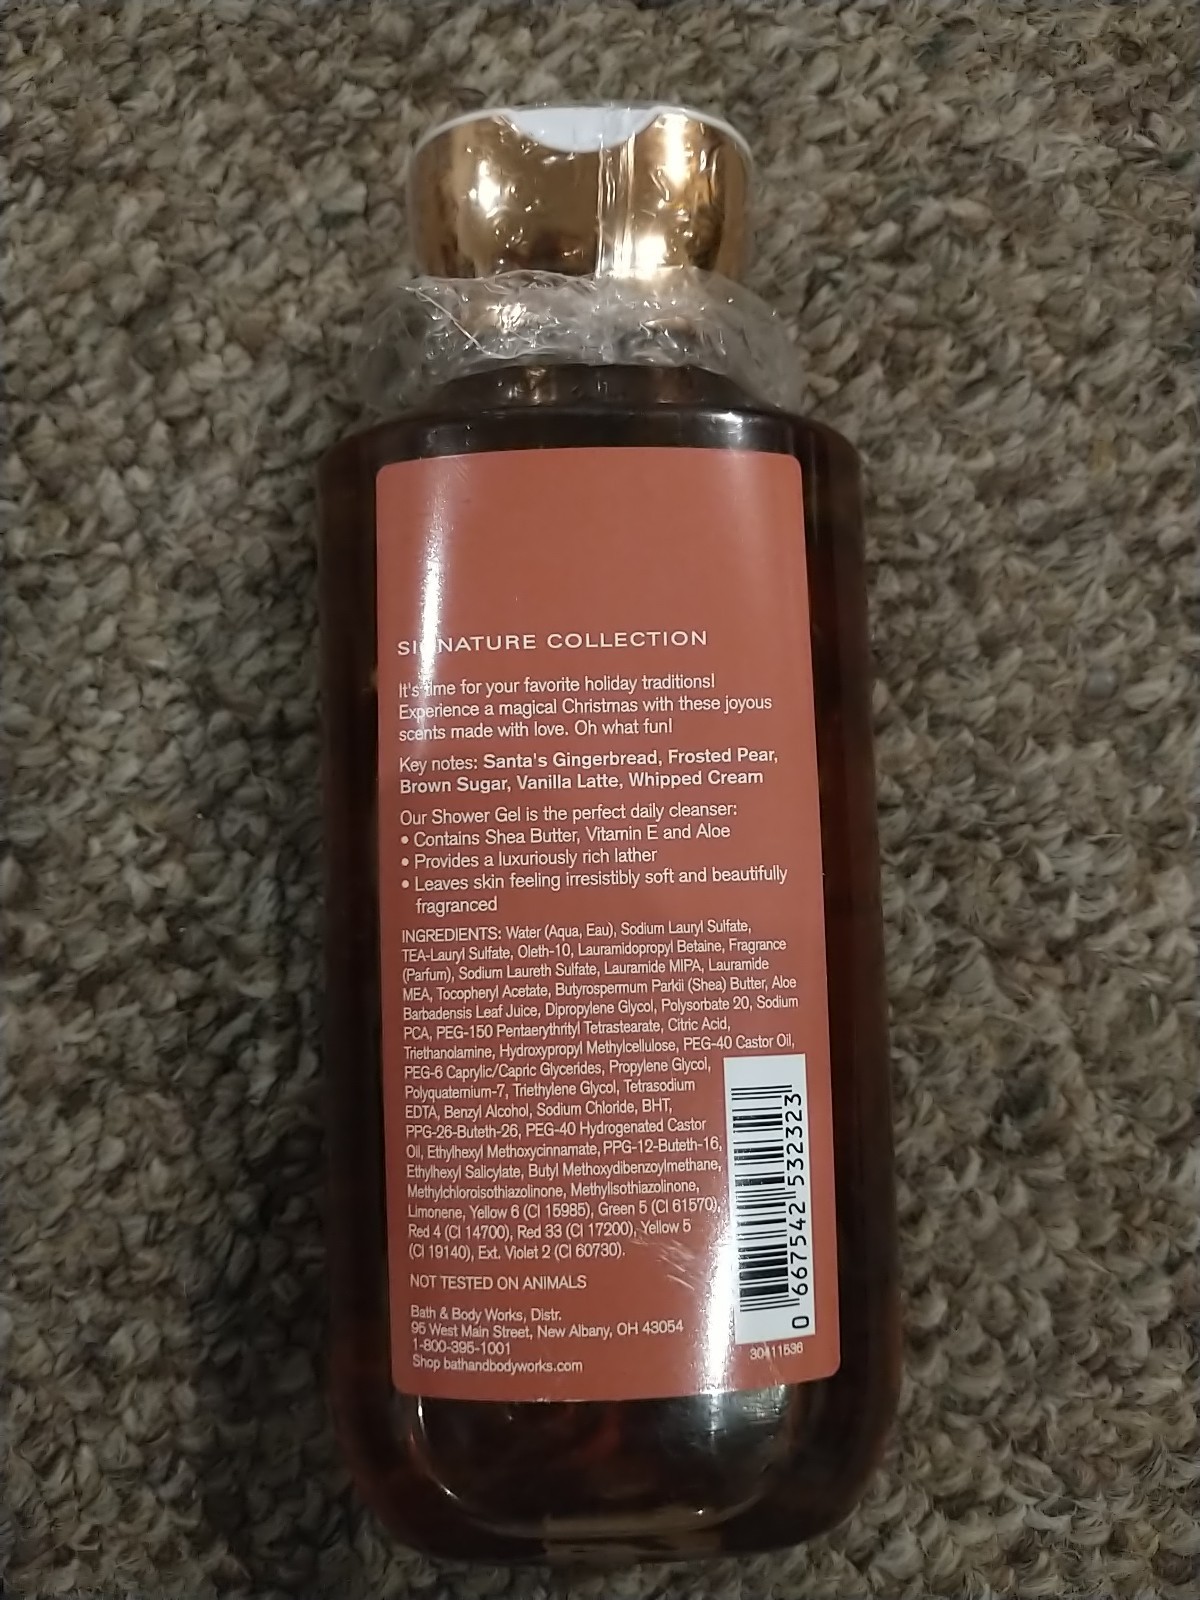 SIGNATURE COLLECTION
It's time for your favorite holiday traditions!
Experience a magical Christmas with these joyous
scents made with love. Oh what fun!
Key notes: Santa's Gingerbread, Frosted Pear,
Brown Sugar, Vanilla Latte, Whipped Cream
Our Shower Gel is the perfect daily cleanser:
• Contains Shea Butter, Vitamin E and Aloe
• Provides a luxuriously rich lather
• Leaves skin feeling irresistibly soft and beautifully
fragranced
INGREDIENTS: Water (Aqua, Eau), Sodium Lauryl Sulfate,
TEA-Lauryl Sulfate, Oleth-10, Lauramidopropyl Betaine, Fragrance
(Parfum), Sodium Laureth Sulfate, Lauramide MIPA, Lauramide
MEA, Tocopheryl Acetate, Butyrospermum Parkii (Shea) Butter, Aloe
Barbadensis Leaf Juice, Dipropylene Glycol, Polysorbate 20, Sodium
PCA, PEG-150 Pentaerythrityl Tetrastearate, Citric Acid,
Triethanolamine, Hydroxypropyl Methylcellulose, PEG-40 Castor Oil,
PEG-6 Caprylic/Capric Glycerides, Propylene Glycol,
Polyquaternium-7, Triethylene Glycol, Tetrasodium
EDTA, Benzyl Alcohol, Sodium Chloride, BHT,
PPG-26-Buteth-26, PEG-40 Hydrogenated Castor
Oil, Ethylhexyl Methoxycinnamate, PPG-12-Buteth-16,
Ethylhexyl Salicylate, Butyl Methoxydibenzoylmethane,
Methylchloroisothiazolinone, Methylisothiazolinone,
Limonene, Yellow 6 (CI 15985), Green 5 (CI 61570),
Red 4 (CI 14700), Red 33 (CI 17200), Yellow 5
(CI 19140), Ext. Violet 2 (CI 60730).
NOT TESTED ON ANIMALS
Bath & Body Works, Distr.
95 West Main Street, New Albany, OH 43054
1-800-395-1001
Shop bathandbodyworks.com
0 667542 532323
30411536